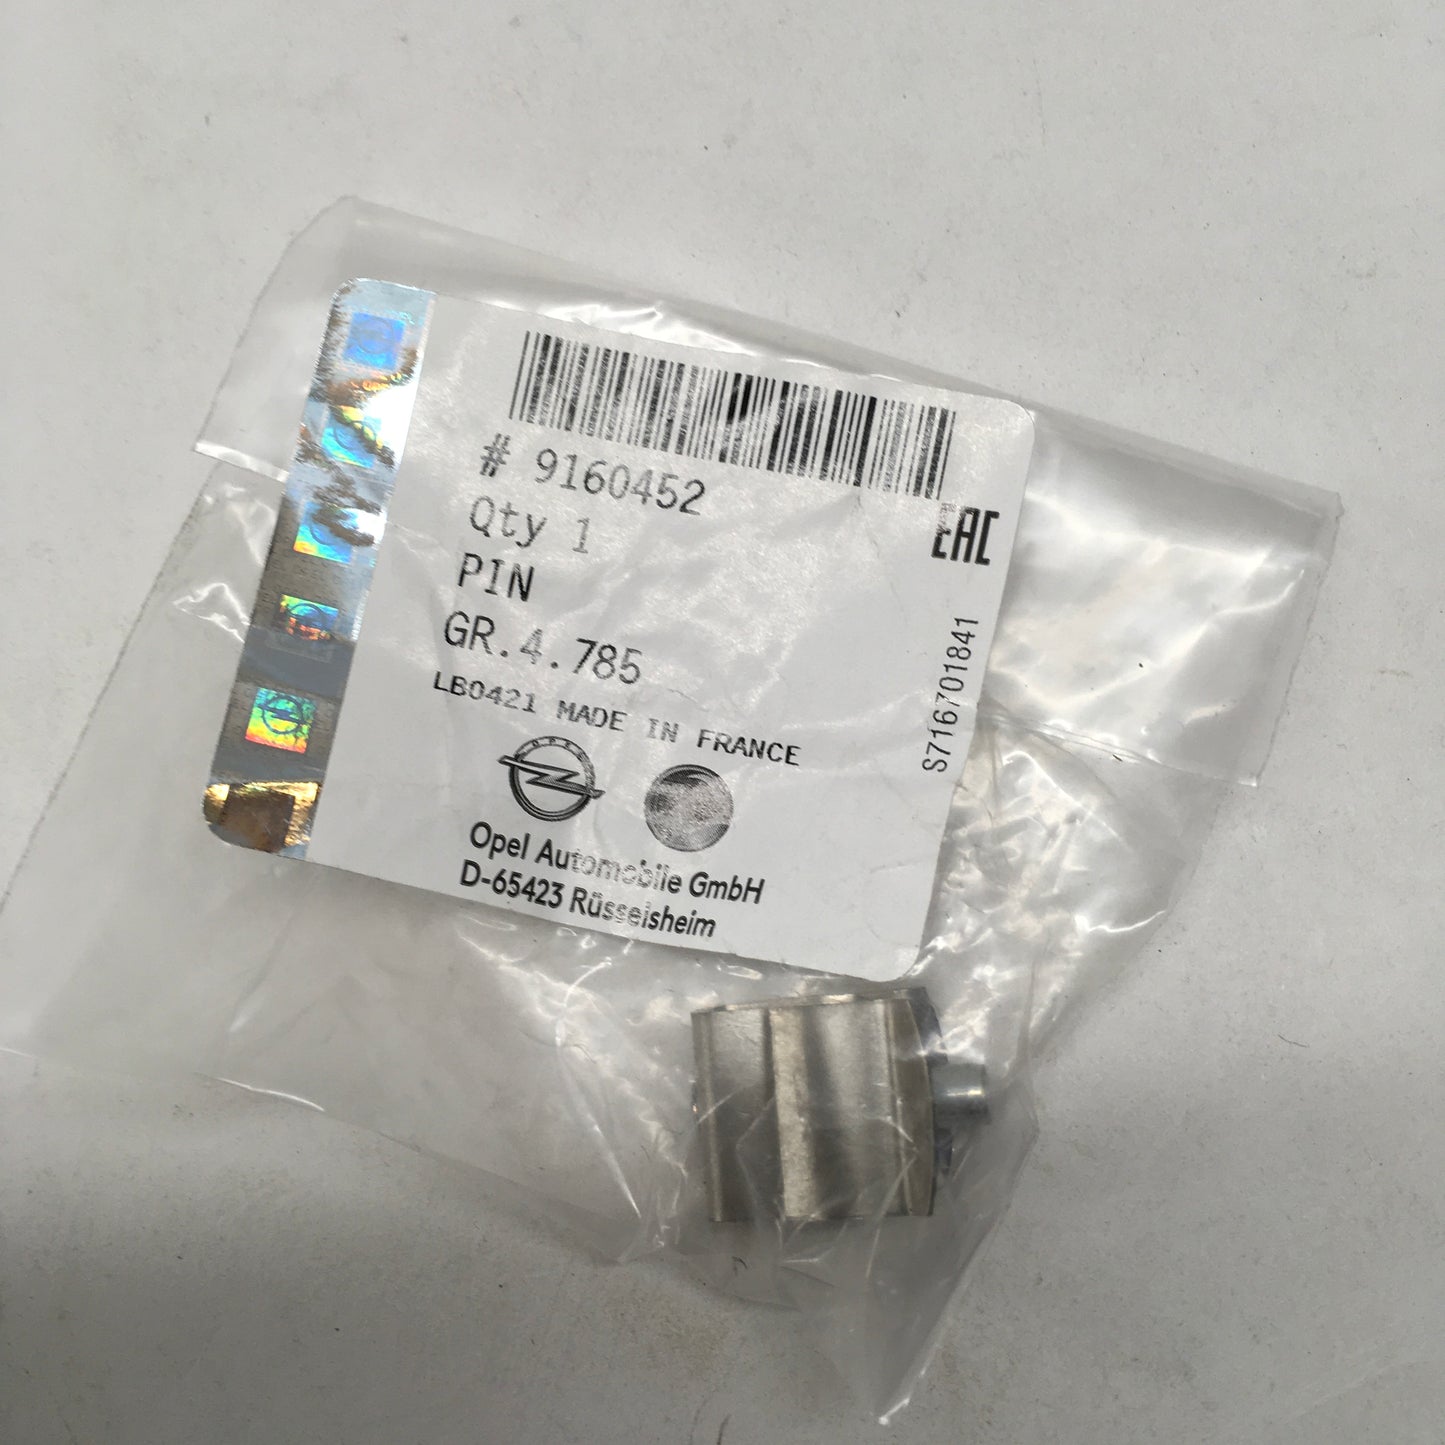 # 9160452
Qty 1
PIN
GR.4.785
LB0421 MADE IN FRANCE
Opel Automobile GmbH
D-65423 Rüsselsheim
EAC
S716701841